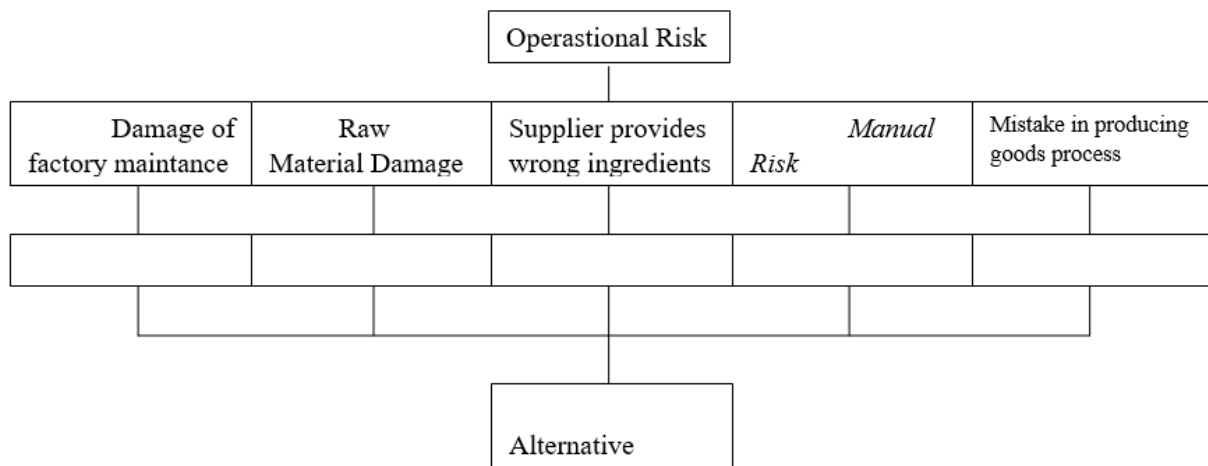 Operastional Risk
Damage of
factory maintance
Raw
Material Damage
Supplier provides
wrong ingredients
Manual
Risk
Mistake in producing
goods process
Alternative